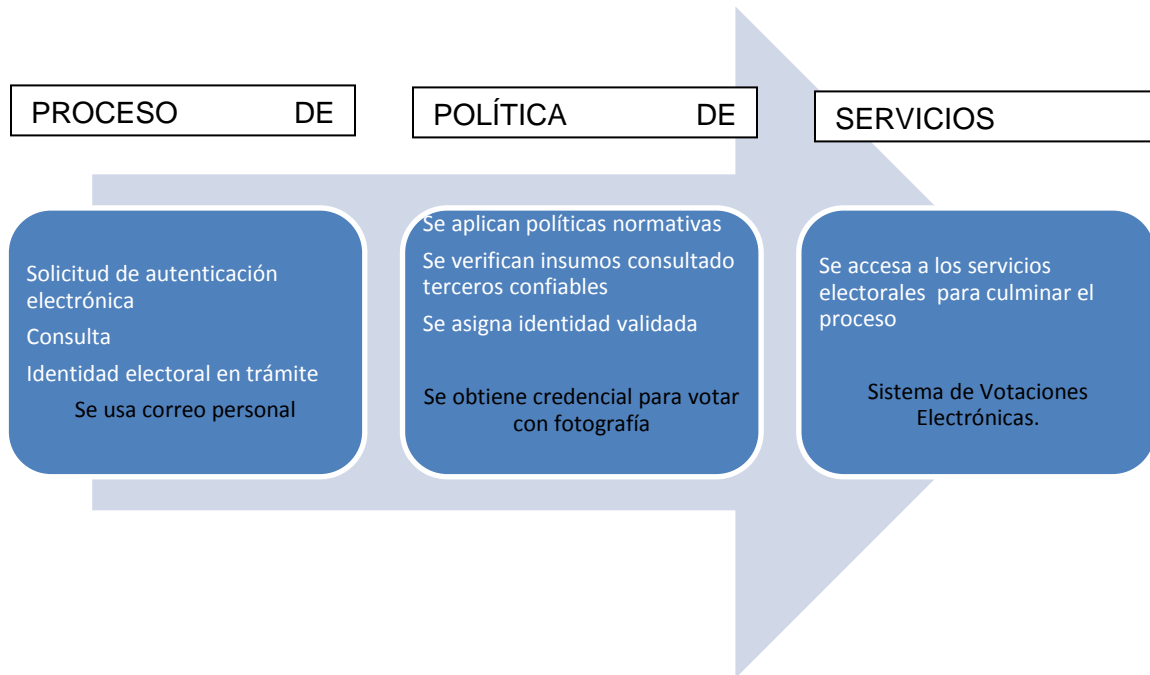 PROCESO DE
POLÍTICA DE
SERVICIOS
Solicitud de autenticación
electrónica
Consulta
Identidad electoral en trámite
Se usa correo personal
Se aplican políticas normativas
Se verifican insumos consultado
terceros confiables
Se asigna identidad validada
Se obtiene credencial para votar
con fotografía
Se accesa a los servicios
electorales para culminar el
proceso
Sistema de Votaciones
Electrónicas.